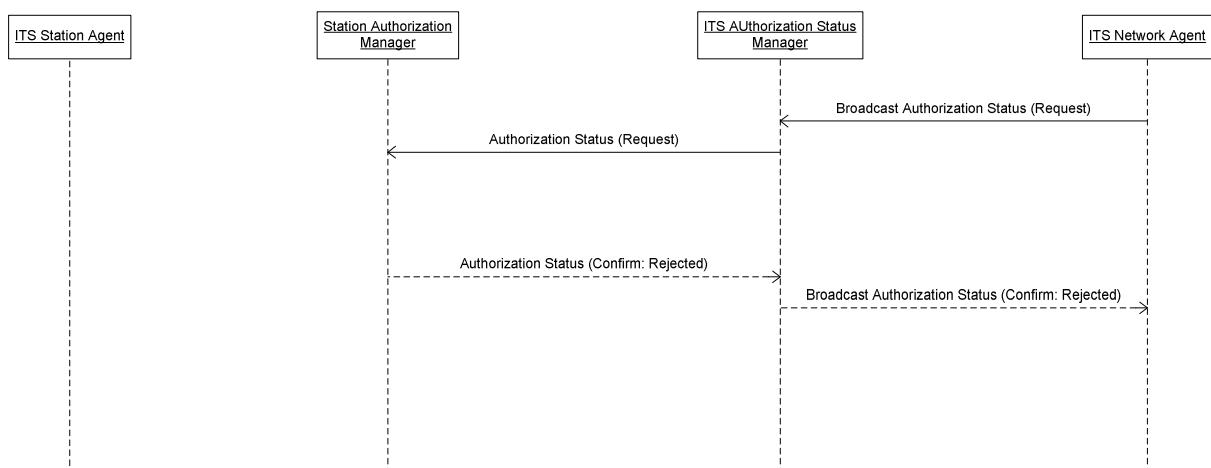 ITS Station Agent
Station Authorization
Manager
ITS AUthorization Status
Manager
ITS Network Agent
Broadcast Authorization Status (Request)
Authorization Status (Request)
Authorization Status (Confirm: Rejected)
Broadcast Authorization Status (Confirm: Rejected)